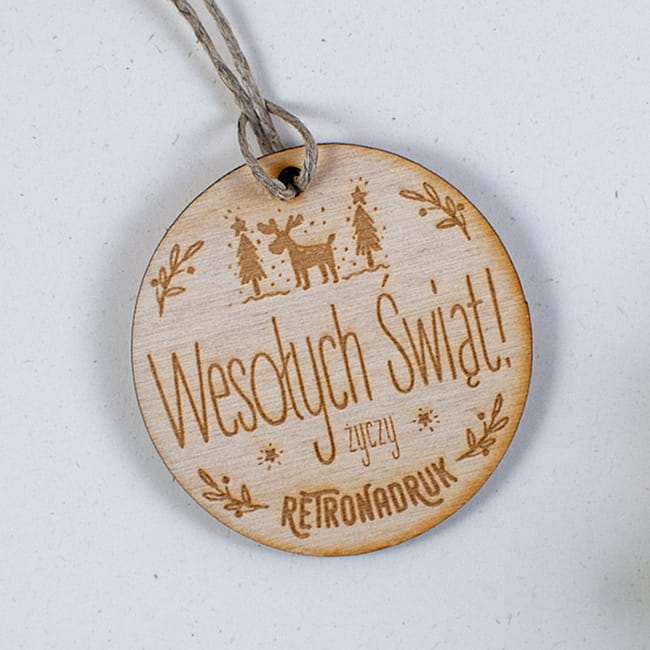 Wesołych Świąt!
życzy
RETRONADRUK